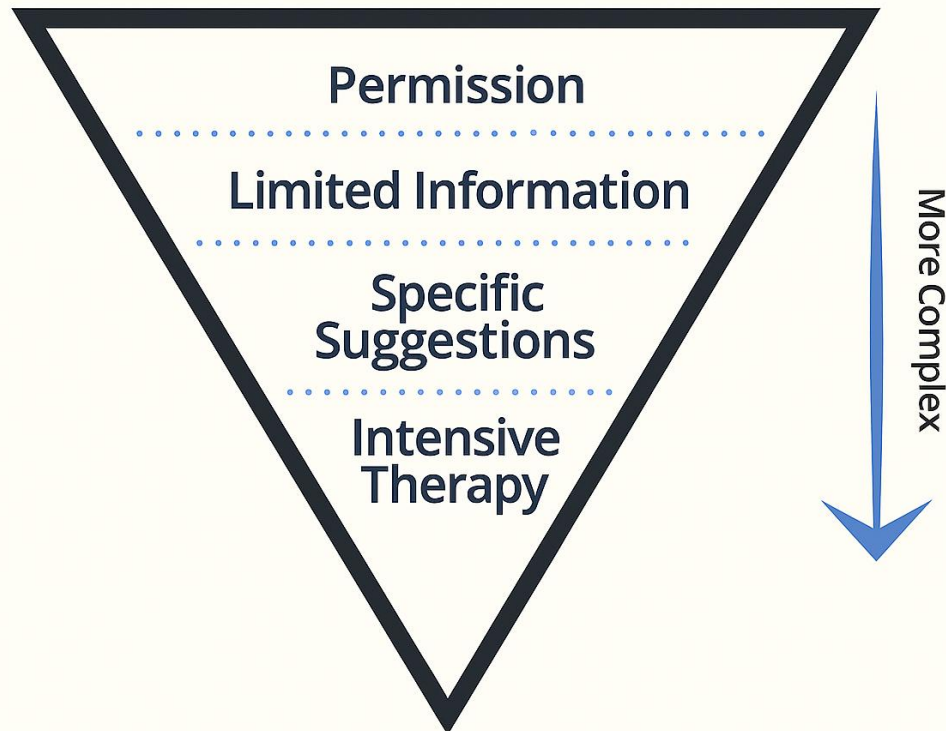 Permission
Limited Information
Specific
Suggestions
Intensive
Therapy
More Complex